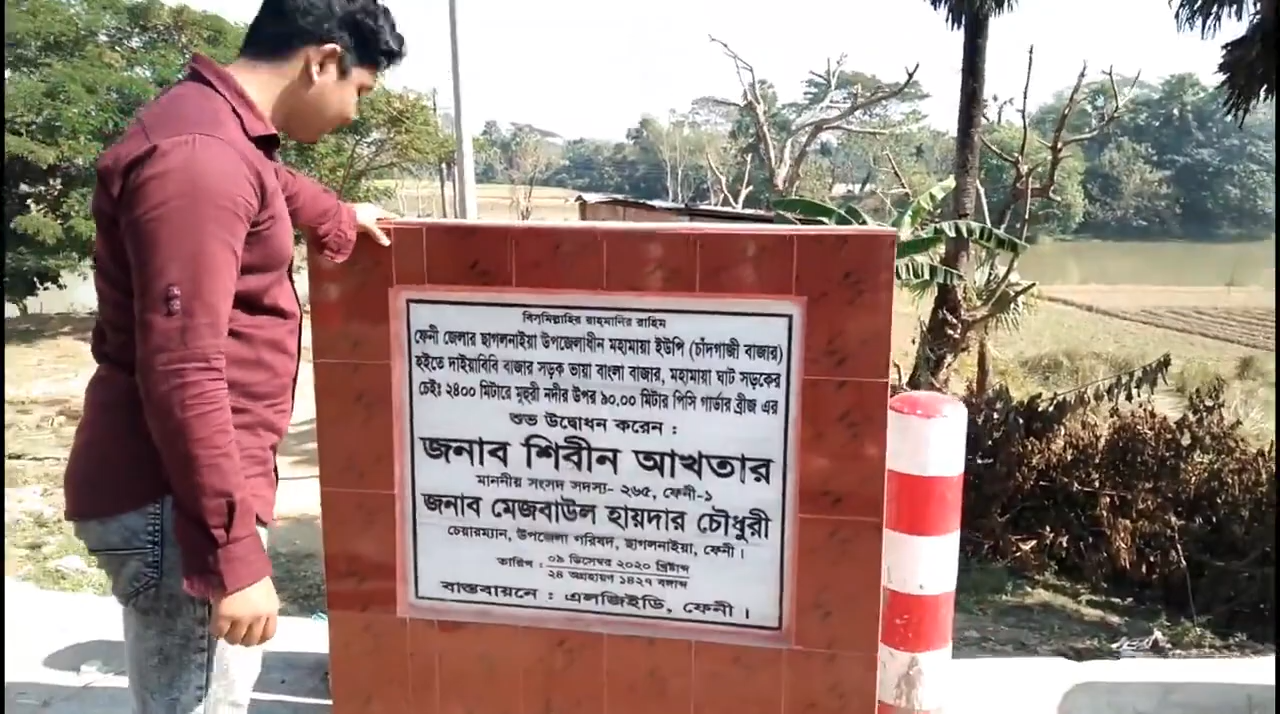 বিসমিল্লাহির রাহমানির রাহিম
ফেনী জেলার ছাগলনাইয়া উপজেলাধীন মহামায়া ইউপি (চাঁদগাজী বাজার)
হইতে দাইয়াবিবি বাজার সড়ক ভায়া বাংলা বাজার, মহামায়া ঘাট সড়কের
চেইঃ ২৪০০ মিটারে মুহুরী নদীর উপর ৯০.০০ মিটার পিসি গার্ডার ব্রীজ এর
শুভ উদ্বোধন করেন :
জনাব শিরীন আখতার
মাননীয় সংসদ সদস্য- ২৬৫, ফেনী-১
জনাব মেজবাউল হায়দার চৌধুরী
চেয়ারম্যান, উপজেলা পরিষদ, ছাগলনাইয়া, ফেনী।
তারিখ : ০৯ ডিসেম্বর ২০২০ খ্রিষ্টাব্দ
২৪ অগ্রহায়ণ ১৪২৭ বঙ্গাব্দ
বাস্তবায়নে : এলজিইডি, ফেনী।